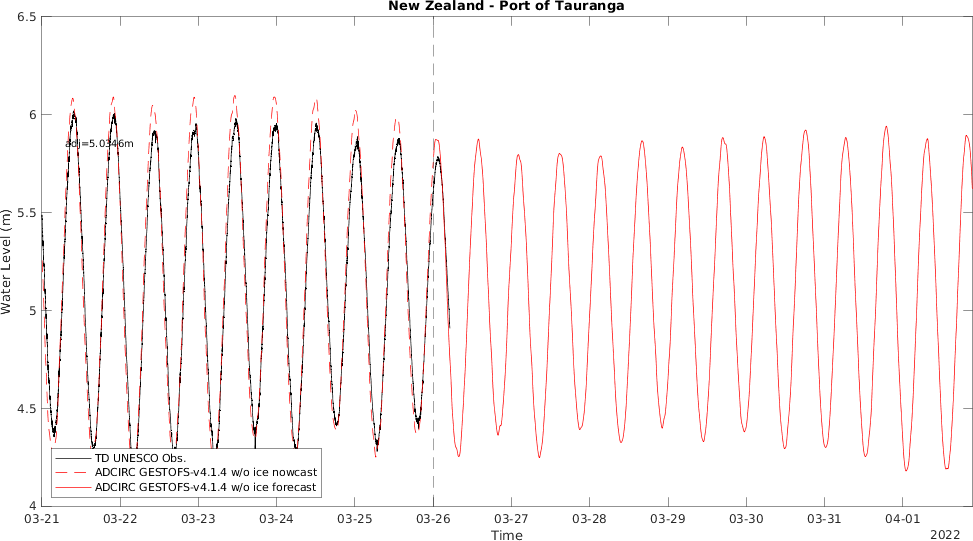 New Zealand - Port of Tauranga
6.5
6
5.5
5
4.5
4
Water Level (m)
adj=5.0346m
TD UNESCO Obs.
ADCIRC GESTOFS-v4.1.4 w/o ice nowcast
ADCIRC GESTOFS-v4.1.4 w/o ice forecast
03-21 03-22 03-23 03-24 03-25 03-26 03-27 03-28 03-29 03-30 03-31 04-01
Time
2022